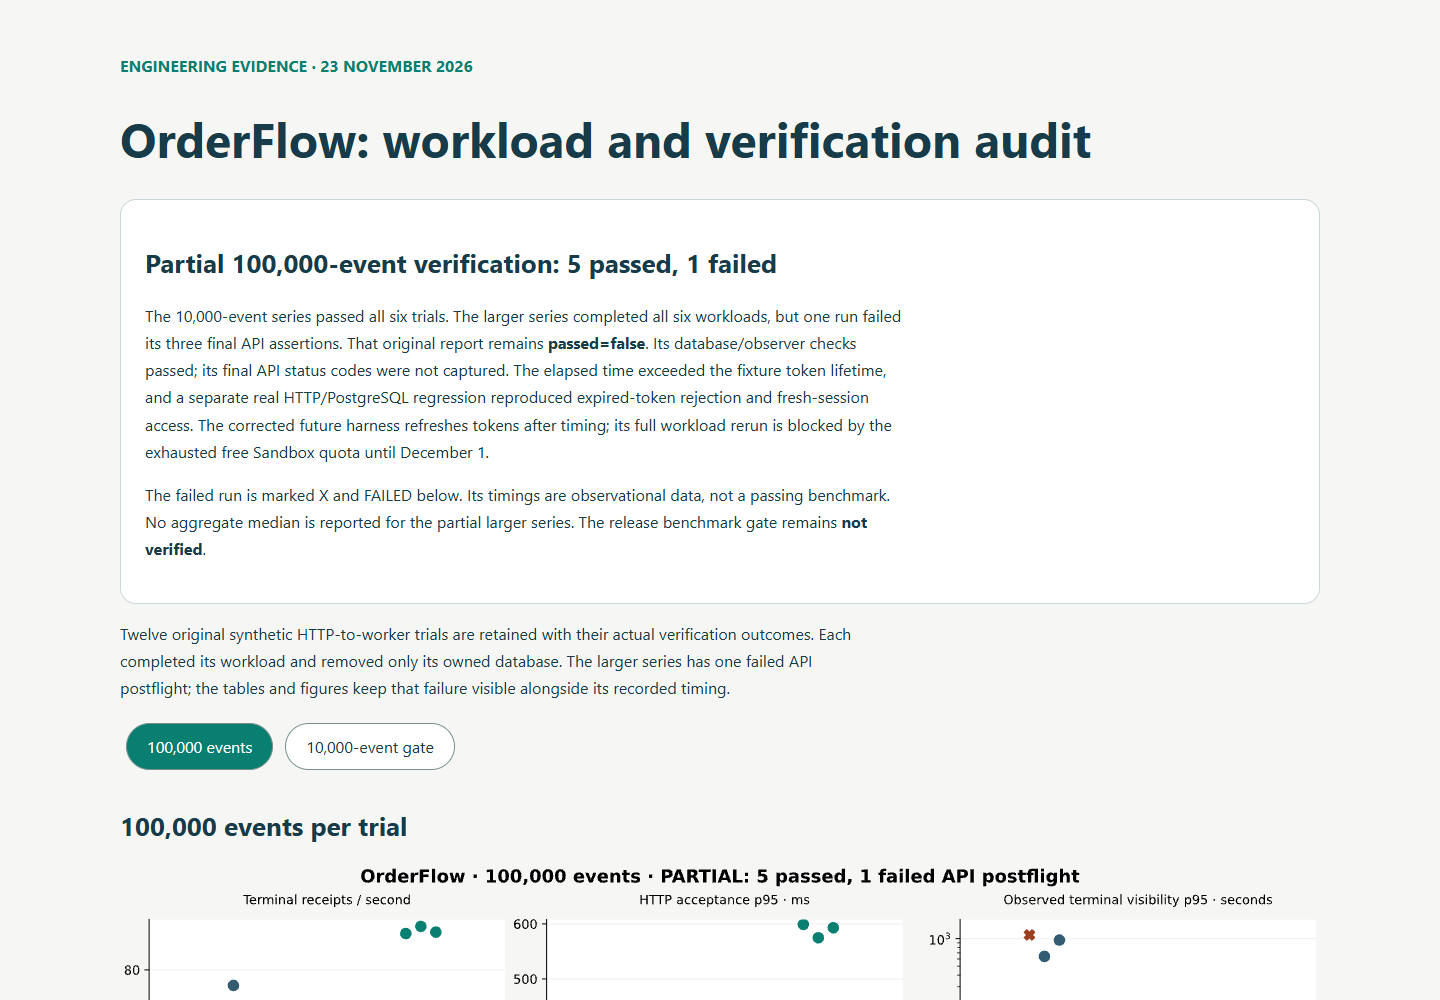 ENGINEERING EVIDENCE · 23 NOVEMBER 2026
OrderFlow: workload and verification audit
Partial 100,000-event verification: 5 passed, 1 failed
The 10,000-event series passed all six trials. The larger series completed all six workloads, but one run failed
its three final API assertions. That original report remains passed=false. Its database/observer checks
passed; its final API status codes were not captured. The elapsed time exceeded the fixture token lifetime,
and a separate real HTTP/PostgreSQL regression reproduced expired-token rejection and fresh-session
access. The corrected future harness refreshes tokens after timing; its full workload rerun is blocked by the
exhausted free Sandbox quota until December 1.
The failed run is marked X and FAILED below. Its timings are observational data, not a passing benchmark.
No aggregate median is reported for the partial larger series. The release benchmark gate remains not
verified.
Twelve original synthetic HTTP-to-worker trials are retained with their actual verification outcomes. Each
completed its workload and removed only its owned database. The larger series has one failed API
postflight; the tables and figures keep that failure visible alongside its recorded timing.
100,000 events
10,000-event gate
100,000 events per trial
OrderFlow · 100,000 events · PARTIAL: 5 passed, 1 failed API postflight
Terminal receipts / second
HTTP acceptance p95 · ms
Observed terminal visibility p95 · seconds
80
600
500
10³